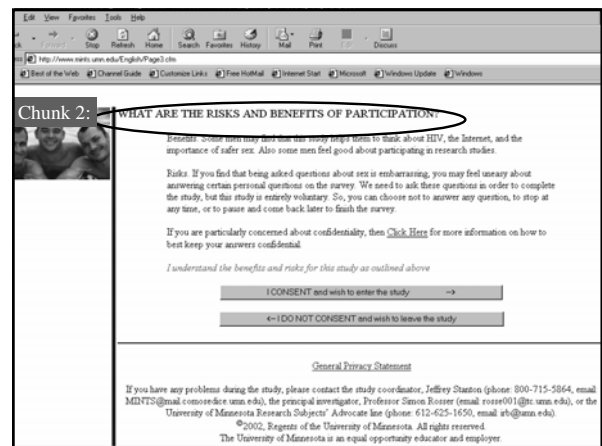 Edit View Favorites Tools Help
Stop Refresh Home Search Favorites History Mail Print Edit Discuss
http://www.mints.umn.edu/English/Page3.cfm
Best of the Web Channel Guide Customize Links Free HotMail Internet Start Microsoft Windows Update Windows
Chunk 2:
WHAT ARE THE RISKS AND BENEFITS OF PARTICIPATION?
Benefits. Some men may find that this study helps them to think about HIV, the Internet, and the
importance of safer sex. Also some men feel good about participating in research studies.
Risks. If you find that being asked questions about sex is embarrassing, you may feel uneasy about
answering certain personal questions on the survey. We need to ask these questions in order to complete
the study, but this study is entirely voluntary. So, you can choose not to answer any question, to stop at
any time, or to pause and come back later to finish the survey.
If you are particularly concerned about confidentiality, then Click Here for more information on how to
best keep your answers confidential.
I understand the benefits and risks for this study as outlined above
I CONSENT and wish to enter the study -->
<-- I DO NOT CONSENT and wish to leave the study
General Privacy Statement
If you have any problems during the study, please contact the study coordinator, Jeffrey Stanton (phone: 800-715-5864, email
MINTS@mail.comosedice.umn.edu), the principal investigator, Professor Simon Rosser (email: rosse001@tc.umn.edu), or the
University of Minnesota Research Subjects' Advocate line (phone: 612-625-1650, email: irb@umn.edu).
©2002, Regents of the University of Minnesota. All rights reserved.
The University of Minnesota is an equal opportunity educator and employer.